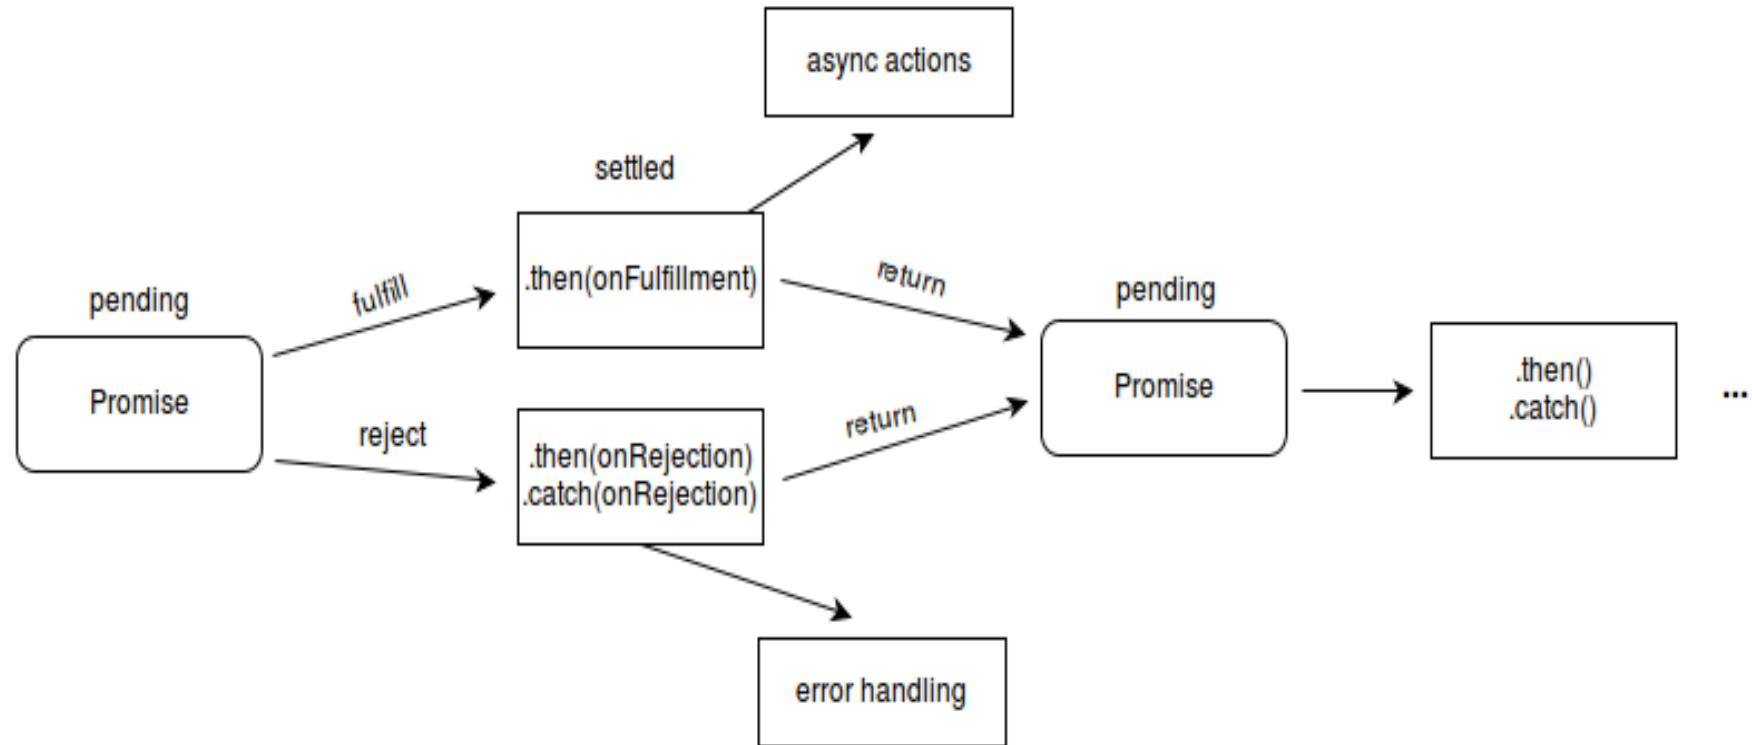 async actions
settled
.then(onFulfillment)
fulfill
return
pending
pending
Promise
Promise
.then()
.catch()
...
reject
return
.then(onRejection)
.catch(onRejection)
error handling